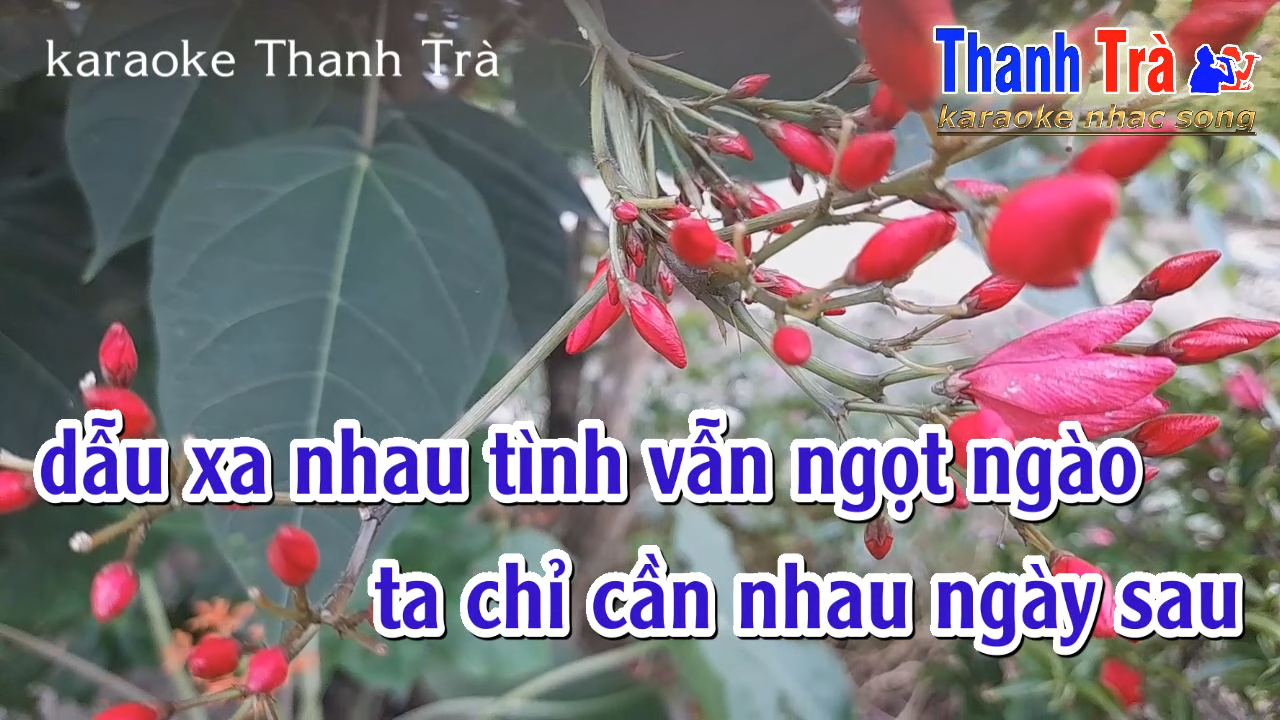 karaoke Thanh Trà
Thanh Trà
karaoke nhac song
dẫu xa nhau tình vẫn ngọt ngào
ta chỉ cần nhau ngày sau